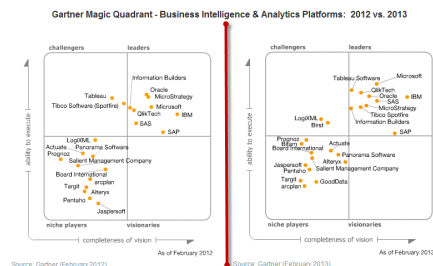 Gartner Magic Quadrant - Business Intelligence & Analytics Platforms: 2012 vs. 2013
challengers
leaders
Information Builders
Oracle
MicroStrategy
Tableau
Tibco Software (Spotfire)
Microsoft
IBM
QlikTech
SAS
SAP
LogiXML
Actuate
Panorama Software
Prognoz
Salient Management Company
Board International
arcplan
Targit
Alteryx
Pentaho
Jaspersoft
niche players
visionaries
ability to execute
completeness of vision
As of February 2012
Source: Gartner (February 2012)
challengers
leaders
Tableau Software
Microsoft
QlikTech
Oracle
IBM
SAS
MicroStrategy
Tibco Software
Information Builders
LogiXML
Birst
SAP
Prognoz
Bitam
Actuate
Board International
Panorama Software
Alteryx
Jaspersoft
Pentaho
Salient Management Company
Targit
GoodData
arcplan
niche players
visionaries
ability to execute
completeness of vision
As of February 2013
Source: Gartner (February 2013)